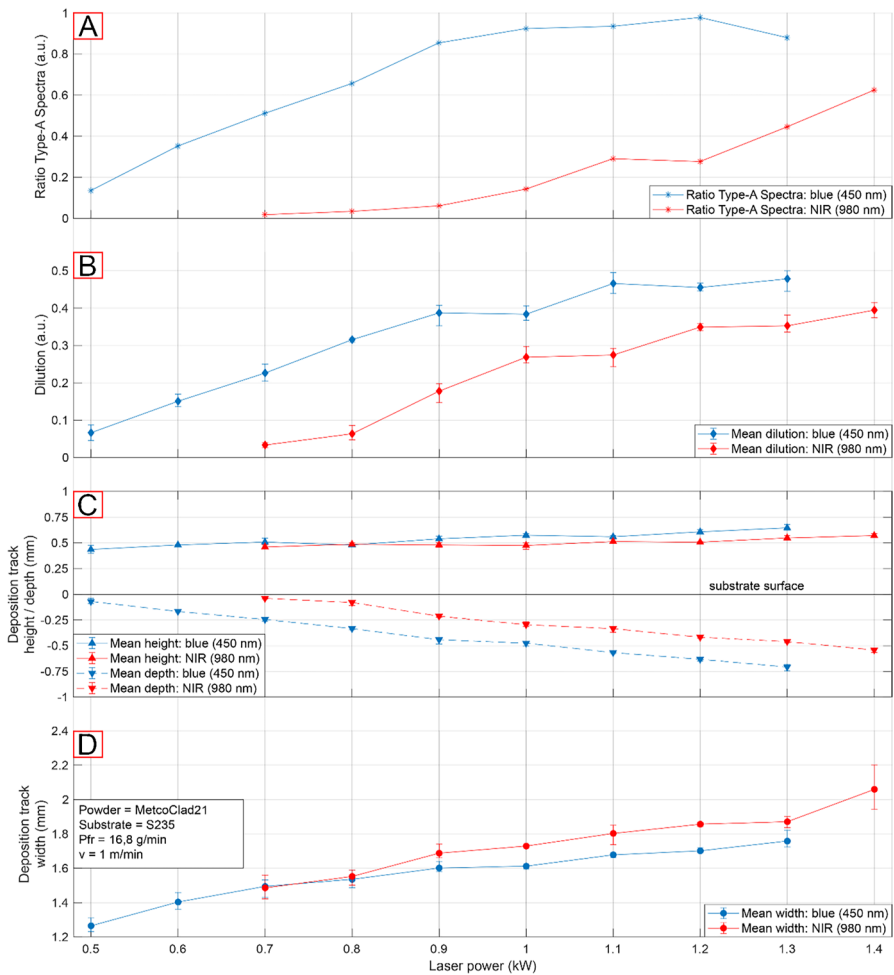 A
Ratio Type-A Spectra (a.u.)
1
0.8
0.6
0.4
0.2
0
Ratio Type-A Spectra: blue (450 nm)
Ratio Type-A Spectra: NIR (980 nm)
B
Dilution (a.u.)
0.5
0.4
0.3
0.2
0.1
0
Mean dilution: blue (450 nm)
Mean dilution: NIR (980 nm)
C
Deposition track
height / depth (mm)
1
0.75
0.5
0.25
0
-0.25
-0.5
-0.75
-1
substrate surface
Mean height: blue (450 nm)
Mean height: NIR (980 nm)
Mean depth: blue (450 nm)
Mean depth: NIR (980 nm)
D
Deposition track
width (mm)
2.4
2.2
2
1.8
1.6
1.4
1.2
Powder = MetcoClad21
Substrate = S235
Pfr = 16,8 g/min
v = 1 m/min
Mean width: blue (450 nm)
Mean width: NIR (980 nm)
0.5 0.6 0.7 0.8 0.9 1 1.1 1.2 1.3 1.4
Laser power (kW)